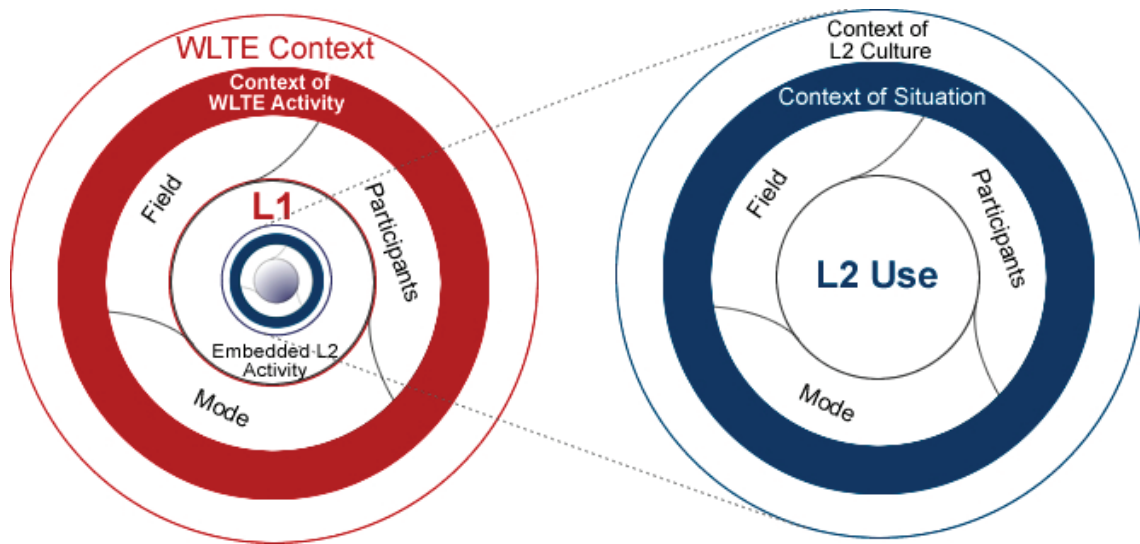 WLTE Context
Context of
WLTE Activity
Field
Participants
Mode
L1
Embedded L2
Activity
Context of
L2 Culture
Context of Situation
Field
Participants
Mode
L2 Use